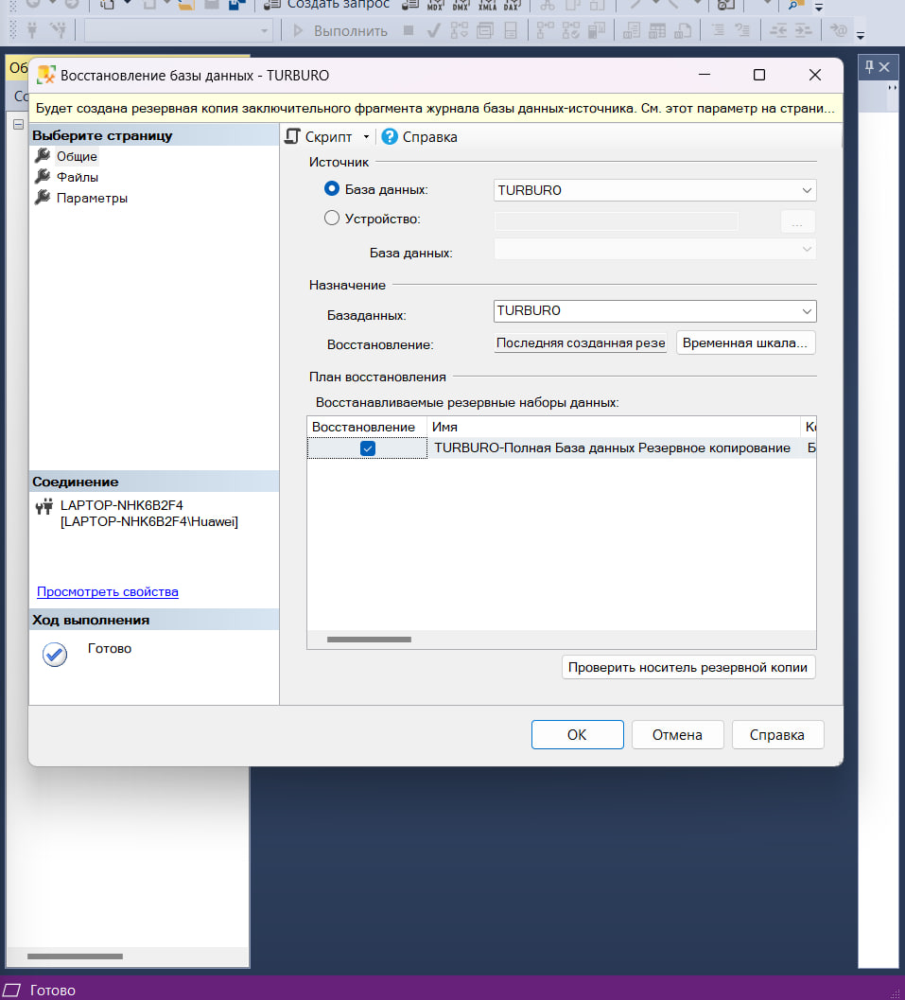 Создать запрос
MDX DMX XMLA DAX
Выполнить
Об
Со
Восстановление базы данных - TURBURO
Будет создана резервная копия заключительного фрагмента журнала базы данных-источника. См. этот параметр на страни...
Выберите страницу
Общие
Файлы
Параметры
Скрипт
Справка
Источник
База данных:
TURBURO
Устройство:
...
База данных:
Назначение
Базаданных:
TURBURO
Восстановление:
Последняя созданная резе
Временная шкала...
План восстановления
Восстанавливаемые резервные наборы данных:
Восстановление Имя Ко
TURBURO-Полная База данных Резервное копирование Б
Соединение
LAPTOP-NHK6B2F4
[LAPTOP-NHK6B2F4\Huawei]
Просмотреть свойства
Ход выполнения
Готово
Проверить носитель резервной копии
ОК
Отмена
Справка
Готово